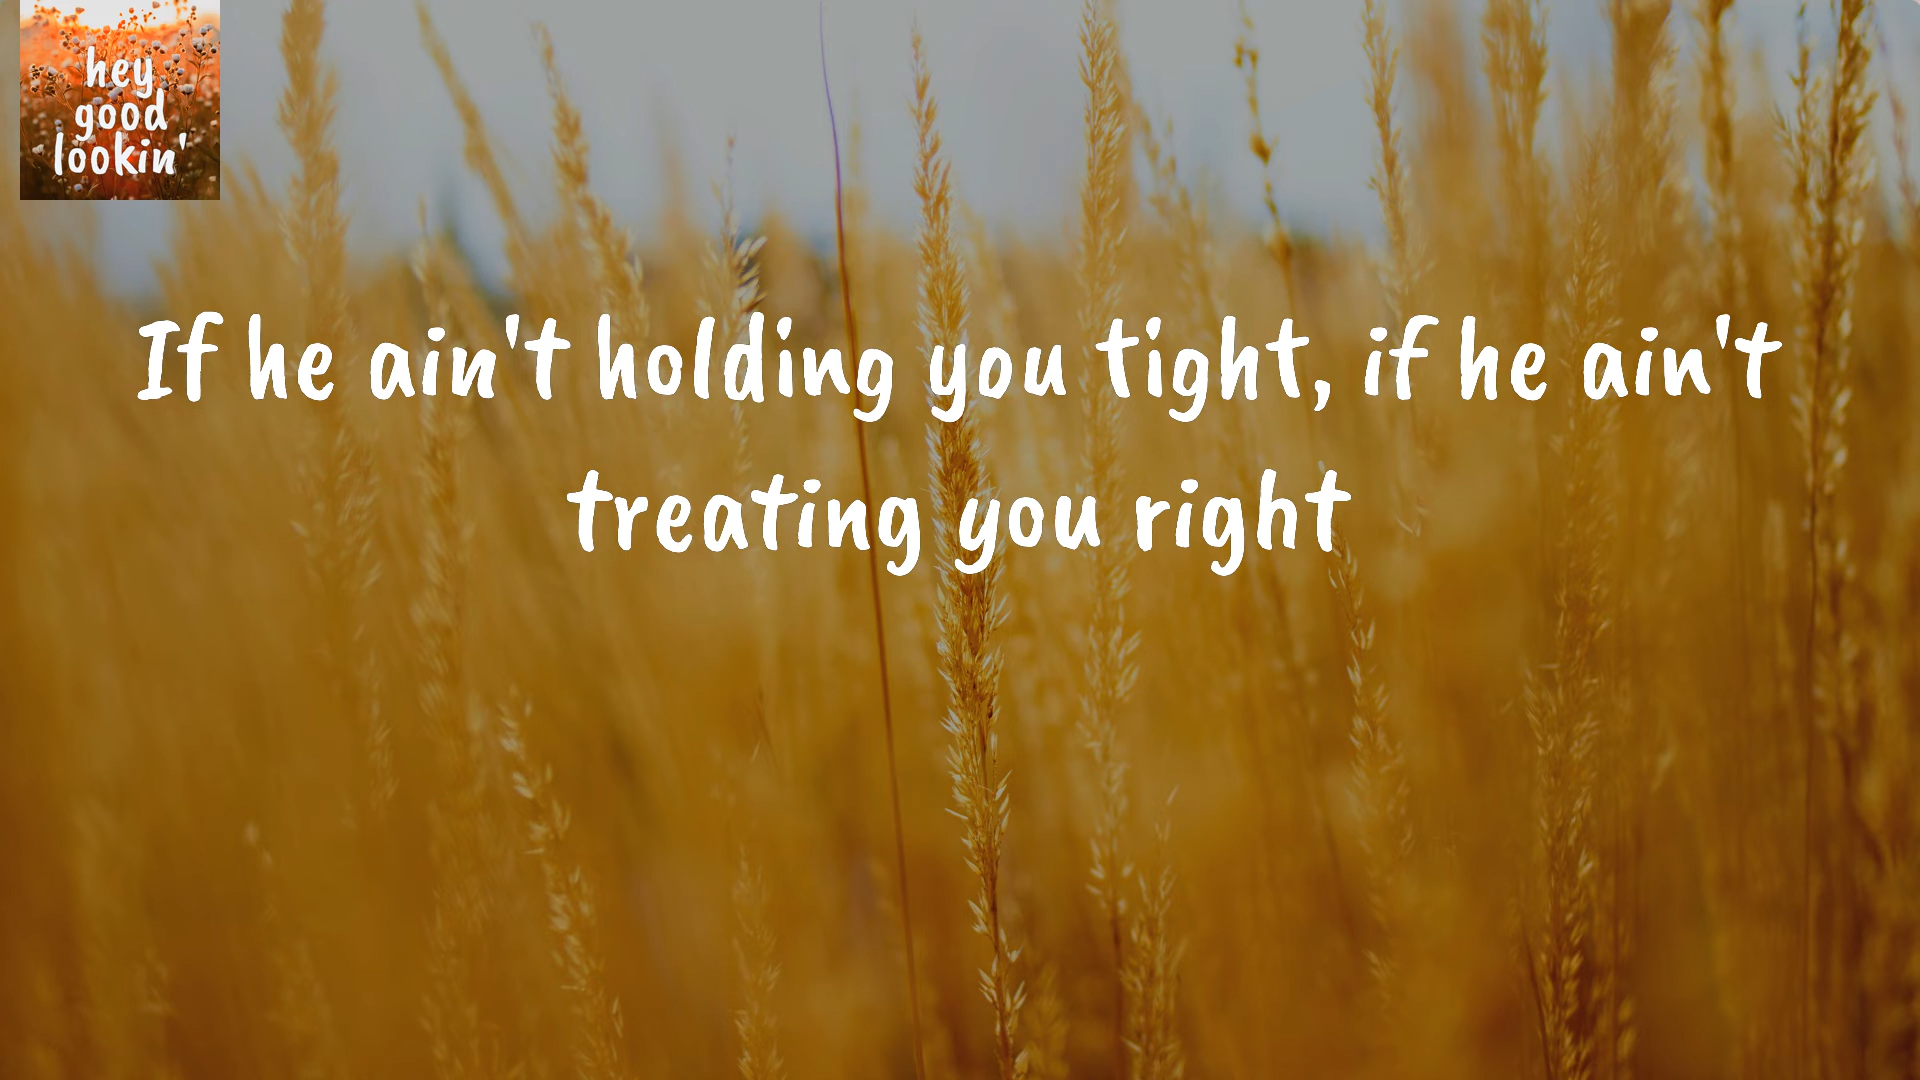 hey
good
lookin'
If he ain't holding you tight, if he ain't
treating you right